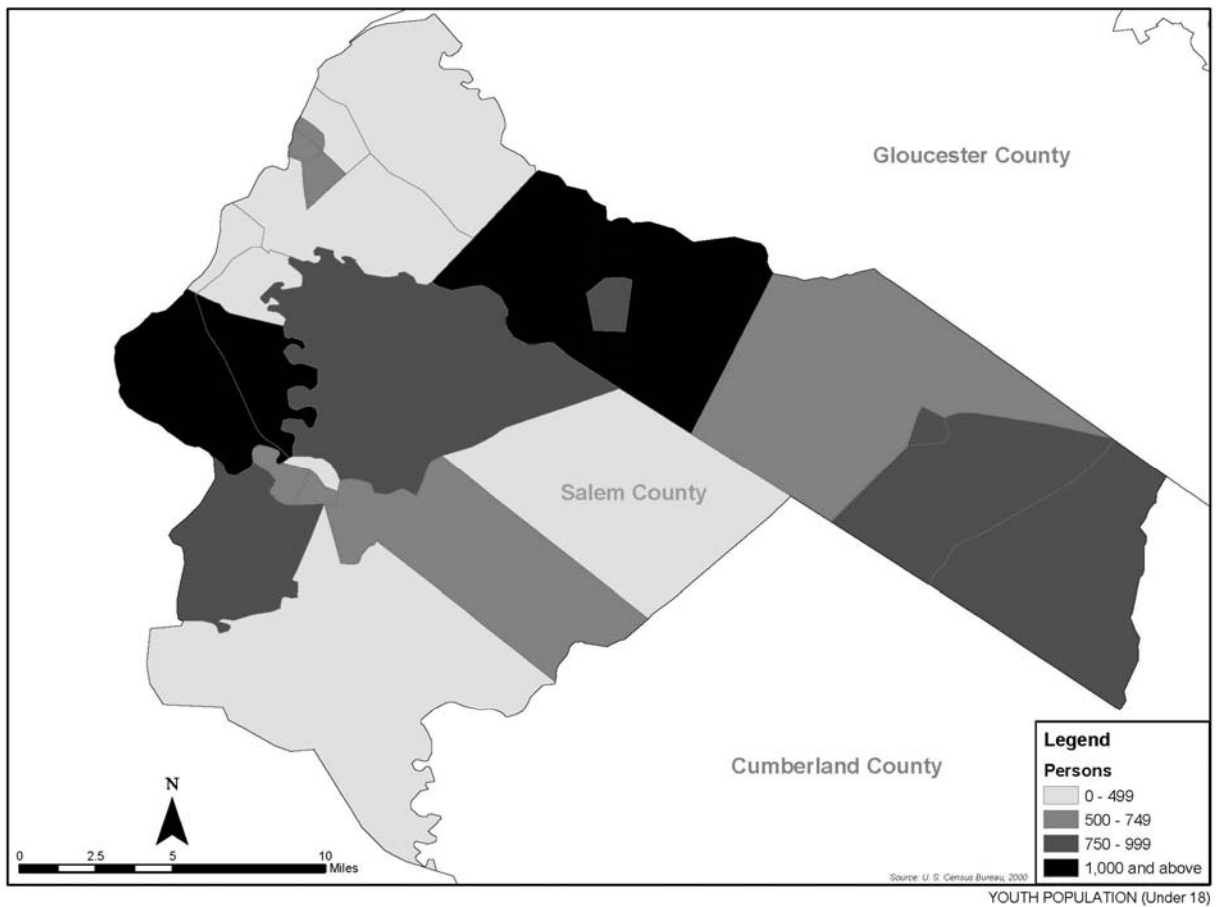 Gloucester County
Salem County
Cumberland County
N
0 2.5 5 10
Miles
Legend
Persons
0 - 499
500 - 749
750 - 999
1,000 and above
Source: U. S. Census Bureau, 2000
YOUTH POPULATION (Under 18)